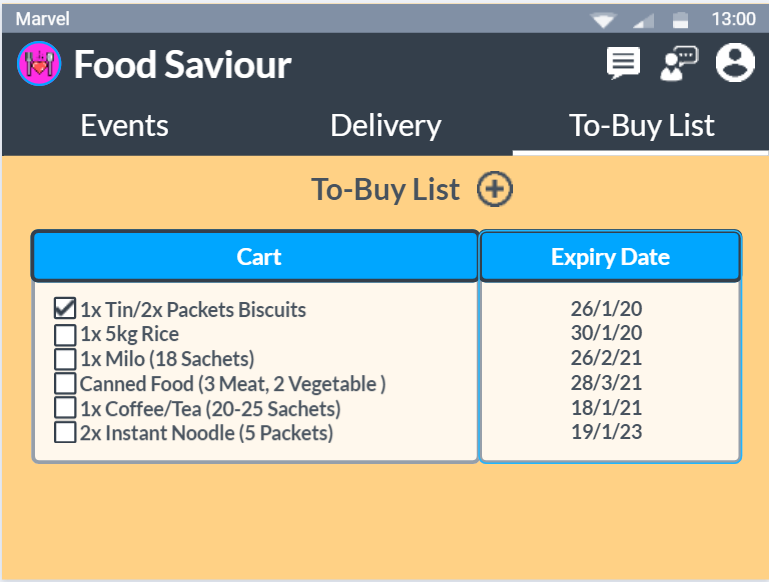 Marvel 13:00
Food Saviour
Events Delivery To-Buy List
To-Buy List
Cart Expiry Date
1x Tin/2x Packets Biscuits 26/1/20
1x 5kg Rice 30/1/20
1x Milo (18 Sachets) 26/2/21
Canned Food (3 Meat, 2 Vegetable ) 28/3/21
1x Coffee/Tea (20-25 Sachets) 18/1/21
2x Instant Noodle (5 Packets) 19/1/23